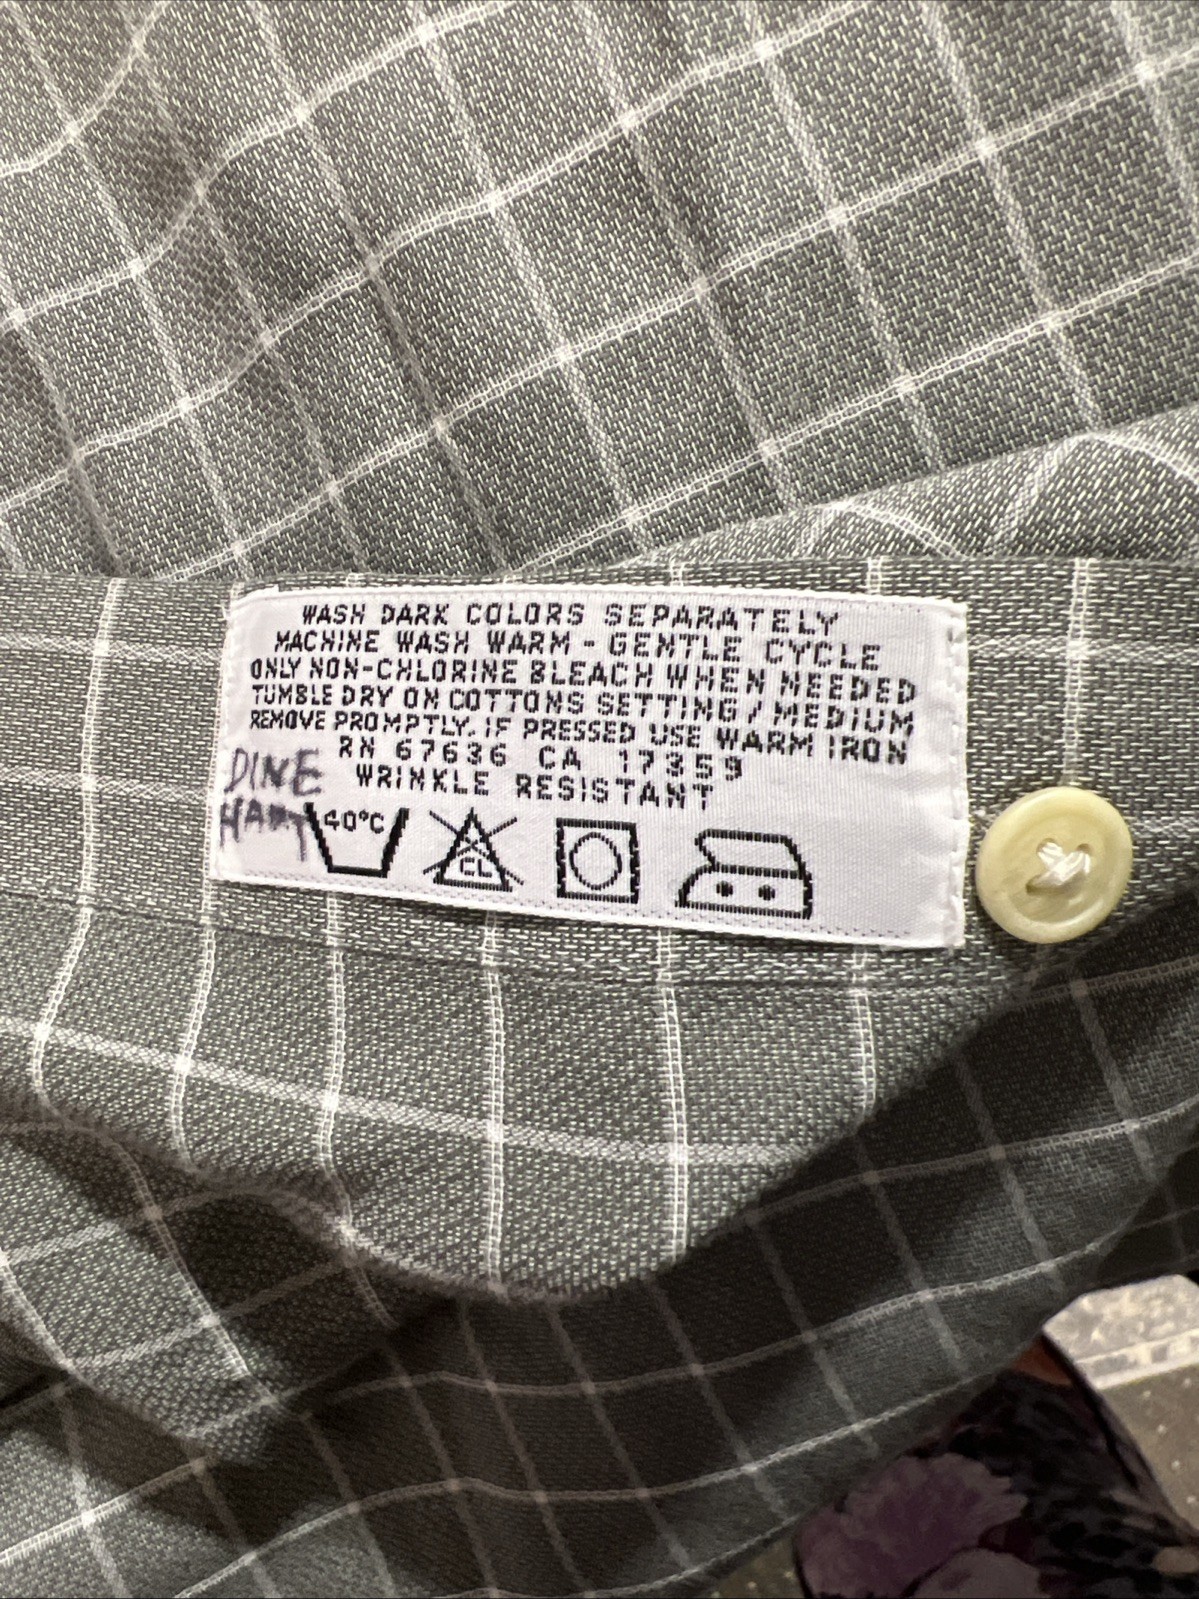 WASH DARK COLORS SEPARATELY
MACHINE WASH WARM - GENTLE CYCLE
ONLY NON-CHLORINE BLEACH WHEN NEEDED
TUMBLE DRY ON COTTONS SETTING / MEDIUM
REMOVE PROMPTLY. IF PRESSED USE WARM IRON
RN 67636 CA 17359
WRINKLE RESISTANT
DINE
HART
40°C
CL